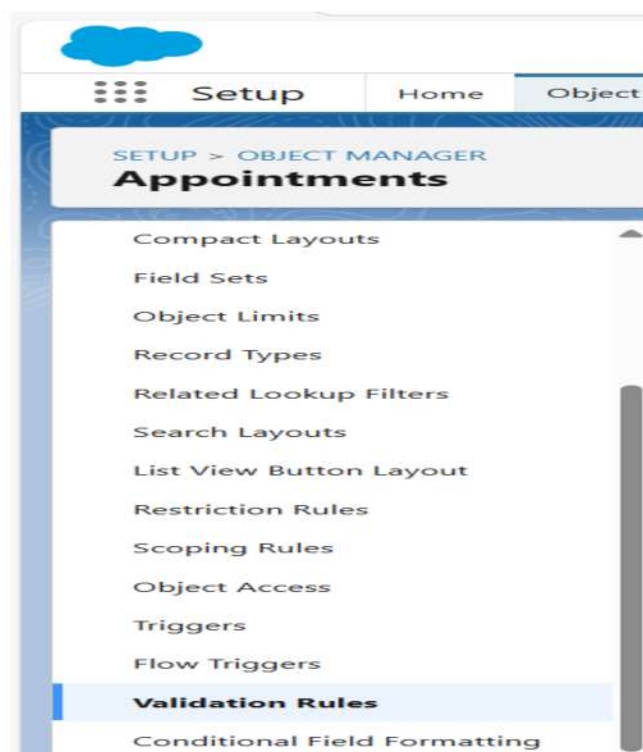 Setup Home Object
SETUP > OBJECT MANAGER
Appointments
Compact Layouts
Field Sets
Object Limits
Record Types
Related Lookup Filters
Search Layouts
List View Button Layout
Restriction Rules
Scoping Rules
Object Access
Triggers
Flow Triggers
Validation Rules
Conditional Field Formatting